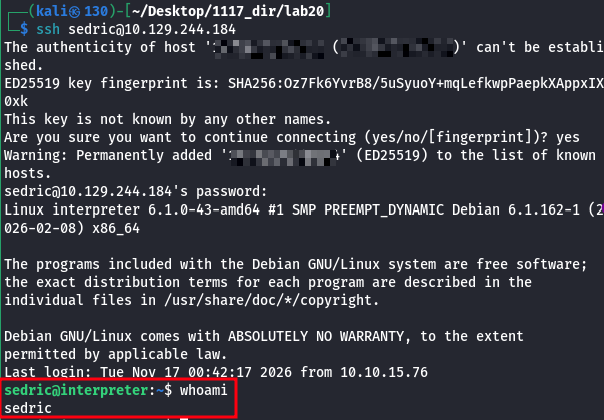 ┌──(kali㉿130)-[~/Desktop/1117_dir/lab20]
└─$ ssh sedric@10.129.244.184
The authenticity of host '1 ( )' can't be establi
shed.
ED25519 key fingerprint is: SHA256:Oz7Fk6YvrB8/5uSyuoY+mqLefkwpPaepkXAppxIX
0xk
This key is not known by any other names.
Are you sure you want to continue connecting (yes/no/[fingerprint])? yes
Warning: Permanently added '1 4' (ED25519) to the list of known
hosts.
sedric@10.129.244.184's password:
Linux interpreter 6.1.0-43-amd64 #1 SMP PREEMPT_DYNAMIC Debian 6.1.162-1 (2
026-02-08) x86_64
The programs included with the Debian GNU/Linux system are free software;
the exact distribution terms for each program are described in the
individual files in /usr/share/doc/*/copyright.
Debian GNU/Linux comes with ABSOLUTELY NO WARRANTY, to the extent
permitted by applicable law.
Last login: Tue Nov 17 00:42:17 2026 from 10.10.15.76
sedric@interpreter:~$ whoami
sedric